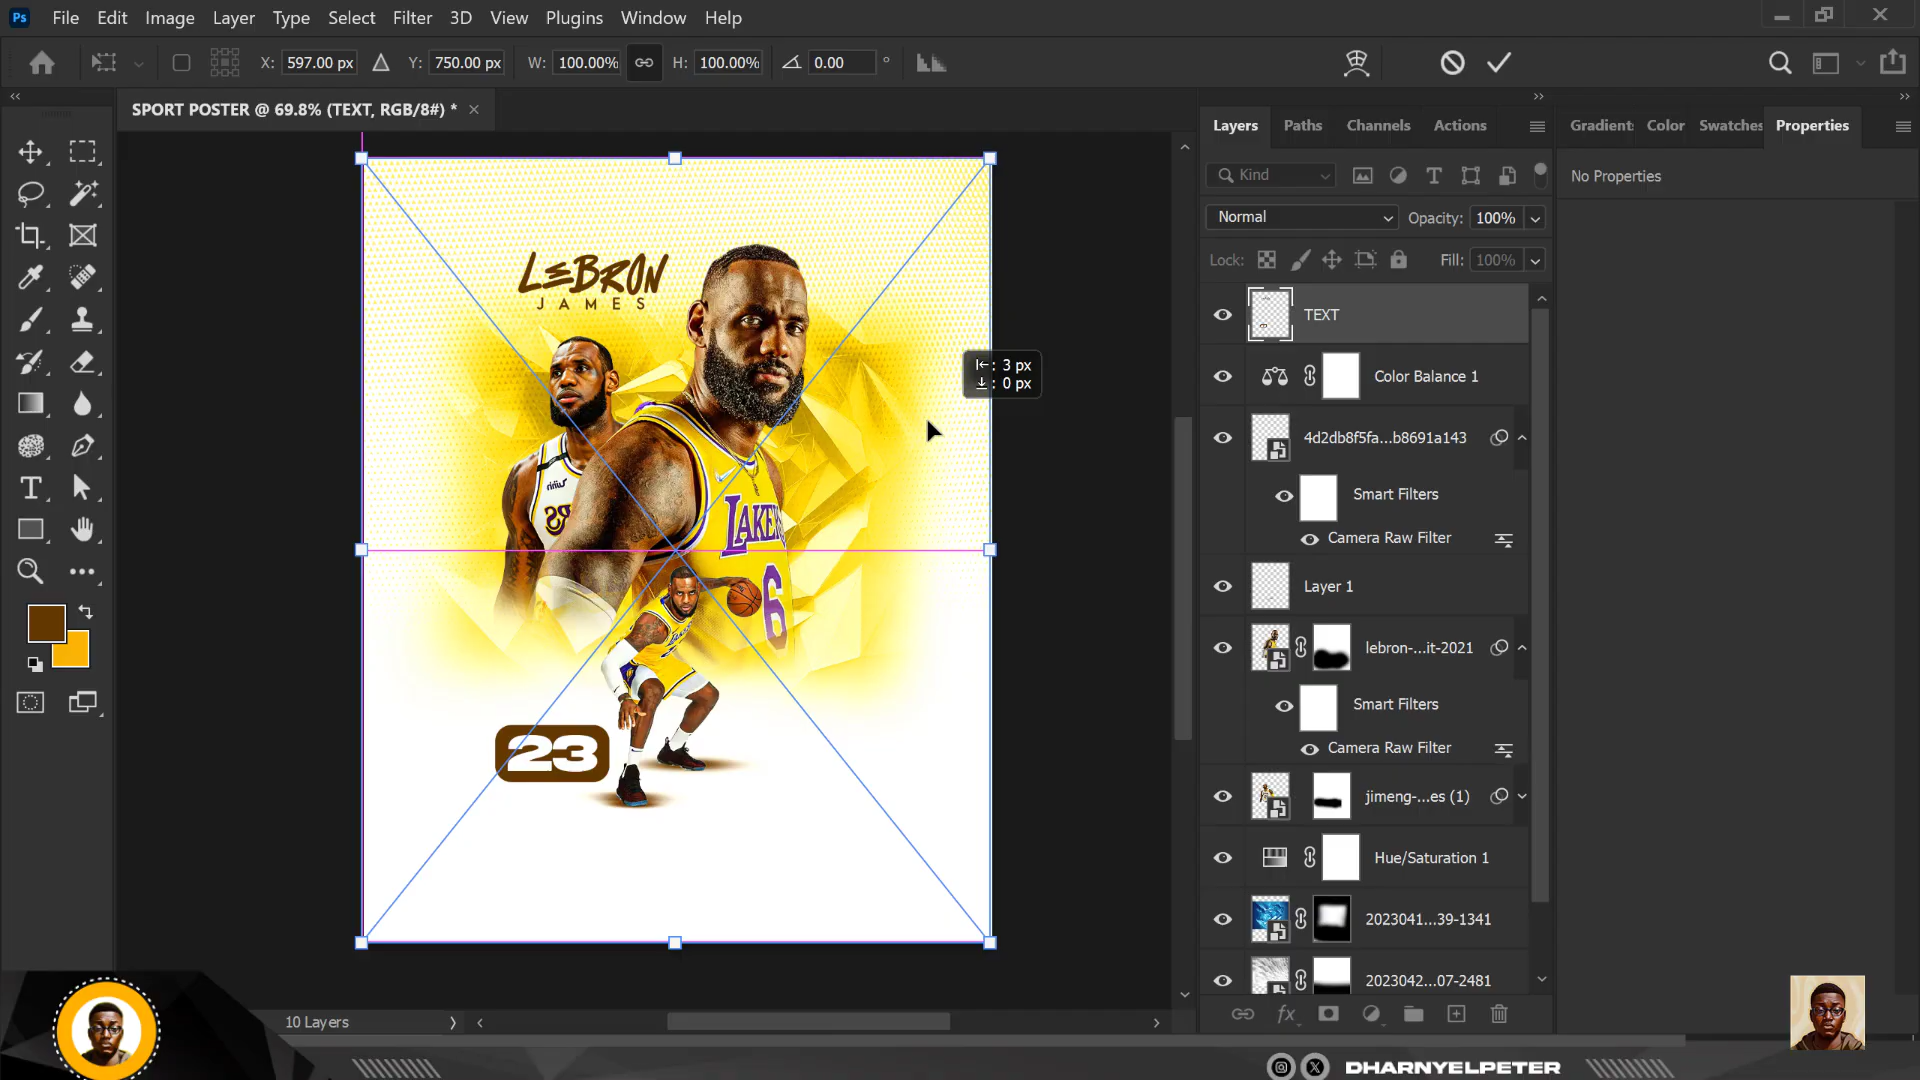 Ps File Edit Image Layer Type Select Filter 3D View Plugins Window Help
X: 597.00 px Y: 750.00 px W: 100.00% H: 100.00% 0.00 °
SPORT POSTER @ 69.8% (TEXT, RGB/8#) * ×
LEBRON
JAMES
LAKE
6
23
: 3 px
: 0 px
10 Layers
Layers Paths Channels Actions
Kind
Normal Opacity: 100%
Lock: Fill: 100%
TEXT
Color Balance 1
4d2db8f5fa...b8691a143
Smart Filters
Camera Raw Filter
Layer 1
lebron-...it-2021
Smart Filters
Camera Raw Filter
jimeng-...es (1)
Hue/Saturation 1
2023041...39-1341
2023042...07-2481
fx
Gradient Color Swatches Properties
No Properties
DHARNYELPETER